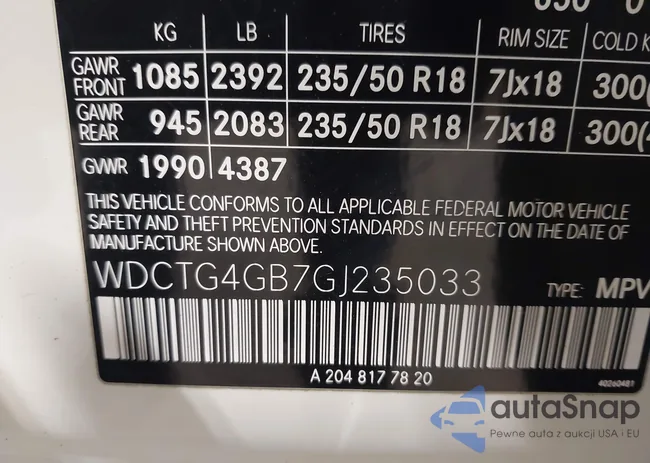 KG LB TIRES RIM SIZE COLD K
GAWR FRONT 1085 2392 235/50 R18 7Jx18 300(
GAWR REAR 945 2083 235/50 R18 7Jx18 300(4
GVWR 1990 4387
THIS VEHICLE CONFORMS TO ALL APPLICABLE FEDERAL MOTOR VEHICLE
SAFETY AND THEFT PREVENTION STANDARDS IN EFFECT ON THE DATE OF
MANUFACTURE SHOWN ABOVE.
WDCTG4GB7GJ235033 TYPE: MPV
A 204 817 78 20 40260481
autaSnap
Pewne auta z aukcji USA i EU